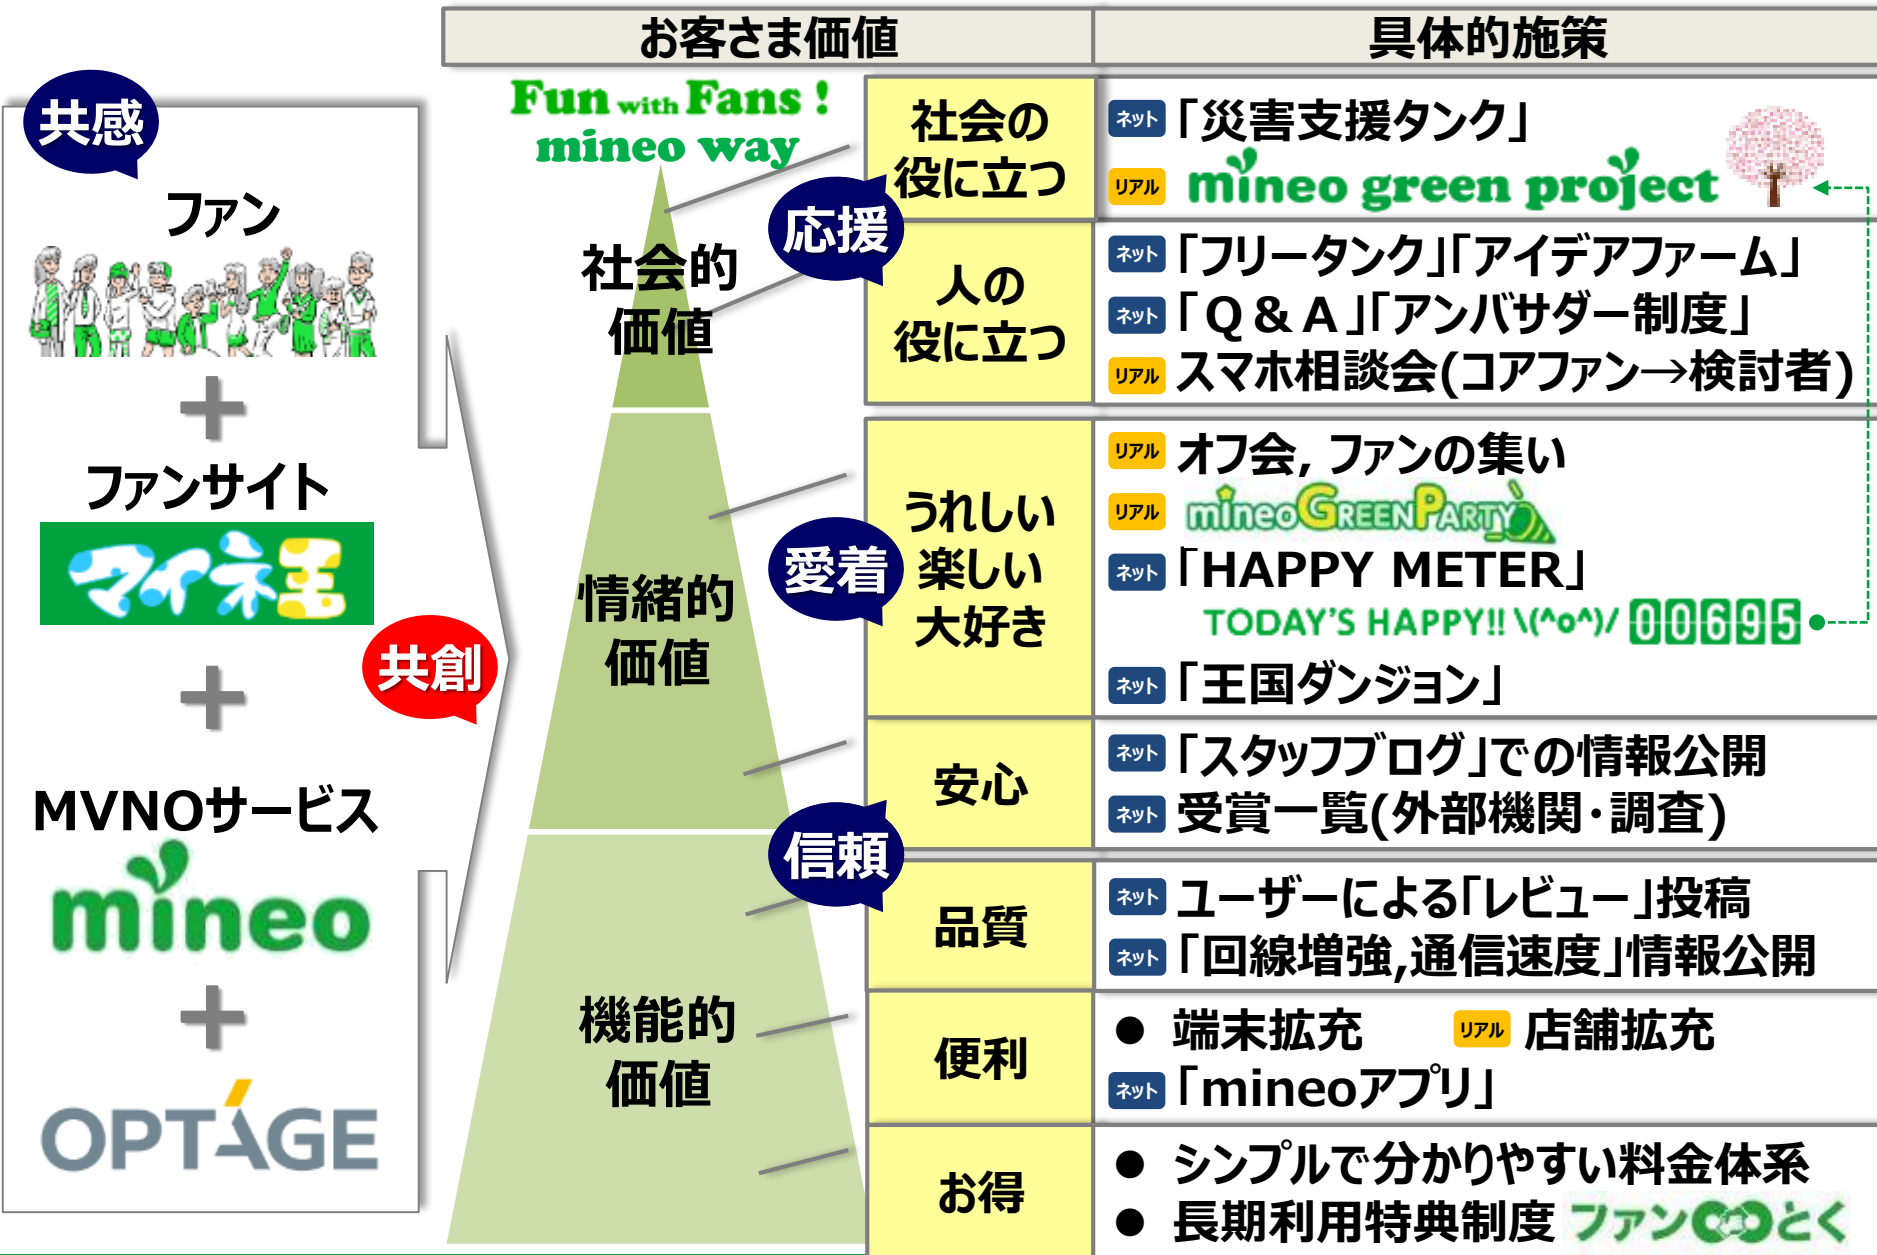 お客さま価値
具体的施策
共感
ファン
ファンサイト
マイネ王
MVNOサービス
mineo
OPTAGE
共創
Fun with Fans !
mineo way
社会的
価値
情緒的
価値
機能的
価値
応援
愛着
信頼
社会の
役に立つ
ネット「災害支援タンク」
リアル mineo green project
人の
役に立つ
ネット「フリータンク」「アイデアファーム」
ネット「Q&A」「アンバサダー制度」
リアル スマホ相談会(コアファン→検討者)
うれしい
楽しい
大好き
リアル オフ会, ファンの集い
リアル mineo GREEN PARTY
ネット「HAPPY METER」
TODAY'S HAPPY!! \(^o^)/ 00695
ネット「王国ダンジョン」
安心
ネット「スタッフブログ」での情報公開
ネット 受賞一覧(外部機関・調査)
品質
ネット ユーザーによる「レビュー」投稿
ネット「回線増強,通信速度」情報公開
便利
● 端末拡充 リアル 店舗拡充
ネット「mineoアプリ」
お得
● シンプルで分かりやすい料金体系
● 長期利用特典制度 ファンとく